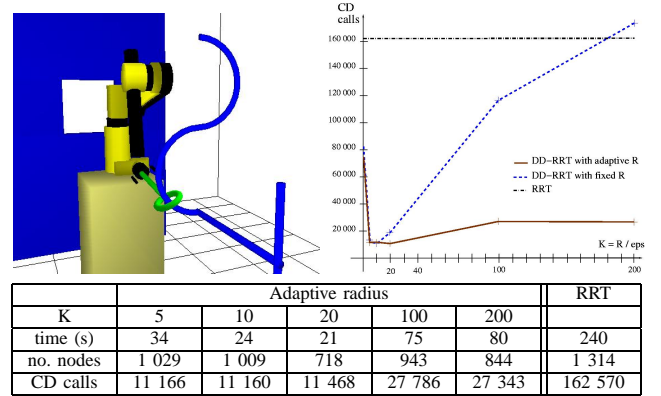 CD
calls
160 000
140 000
120 000
100 000
80 000
60 000
40 000
20 000
DD-RRT with adaptive R
DD-RRT with fixed R
RRT
K = R / eps
20 40 100 200
Adaptive radius RRT
K 5 10 20 100 200
time (s) 34 24 21 75 80 240
no. nodes 1 029 1 009 718 943 844 1 314
CD calls 11 166 11 160 11 468 27 786 27 343 162 570